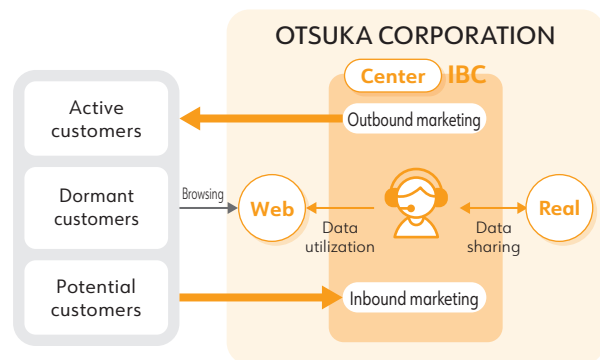 OTSUKA CORPORATION
Center IBC
Active
customers
Outbound marketing
Dormant
customers
Browsing
Web
Data
utilization
Data
sharing
Real
Potential
customers
Inbound marketing